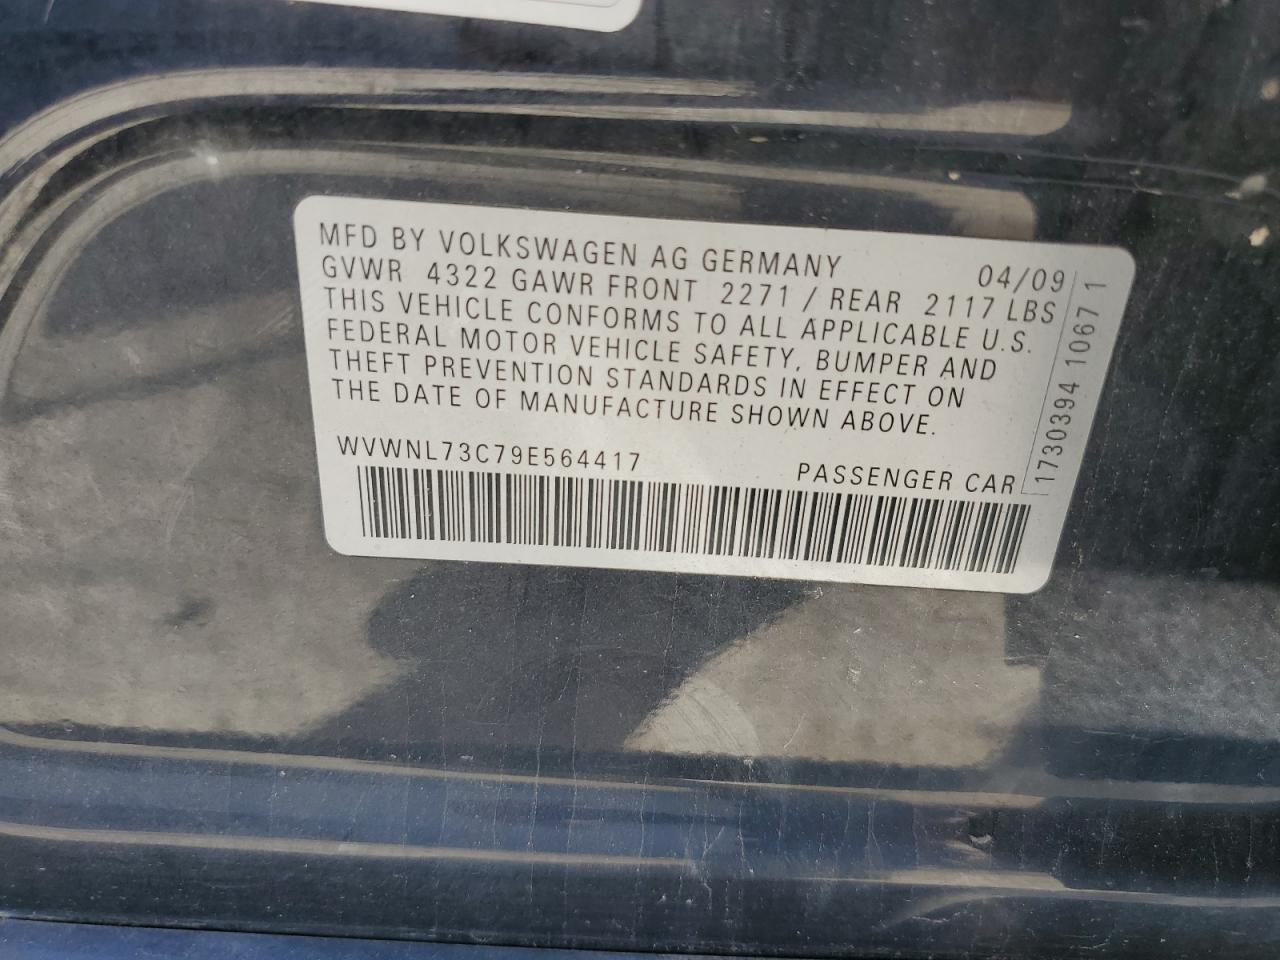 MFD BY VOLKSWAGEN AG GERMANY 04/09
GVWR 4322 GAWR FRONT 2271 / REAR 2117 LBS
THIS VEHICLE CONFORMS TO ALL APPLICABLE U.S.
FEDERAL MOTOR VEHICLE SAFETY, BUMPER AND
THEFT PREVENTION STANDARDS IN EFFECT ON
THE DATE OF MANUFACTURE SHOWN ABOVE.
WVWNL73C79E564417 PASSENGER CAR
1730394 1067 1